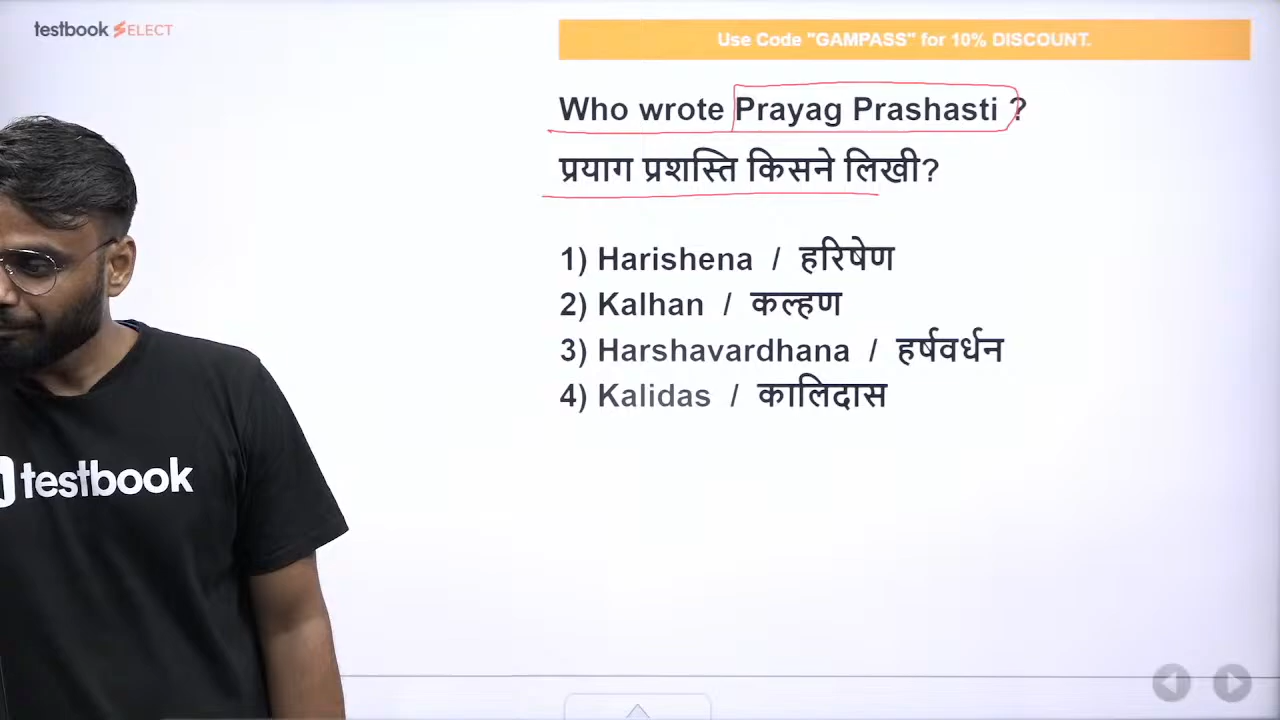 testbook SELECT
Use Code "GAMPASS" for 10% DISCOUNT.
Who wrote Prayag Prashasti ?
प्रयाग प्रशस्ति किसने लिखी?
1) Harishena / हरिषेण
2) Kalhan / कल्हण
3) Harshavardhana / हर्षवर्धन
4) Kalidas / कालिदास
testbook